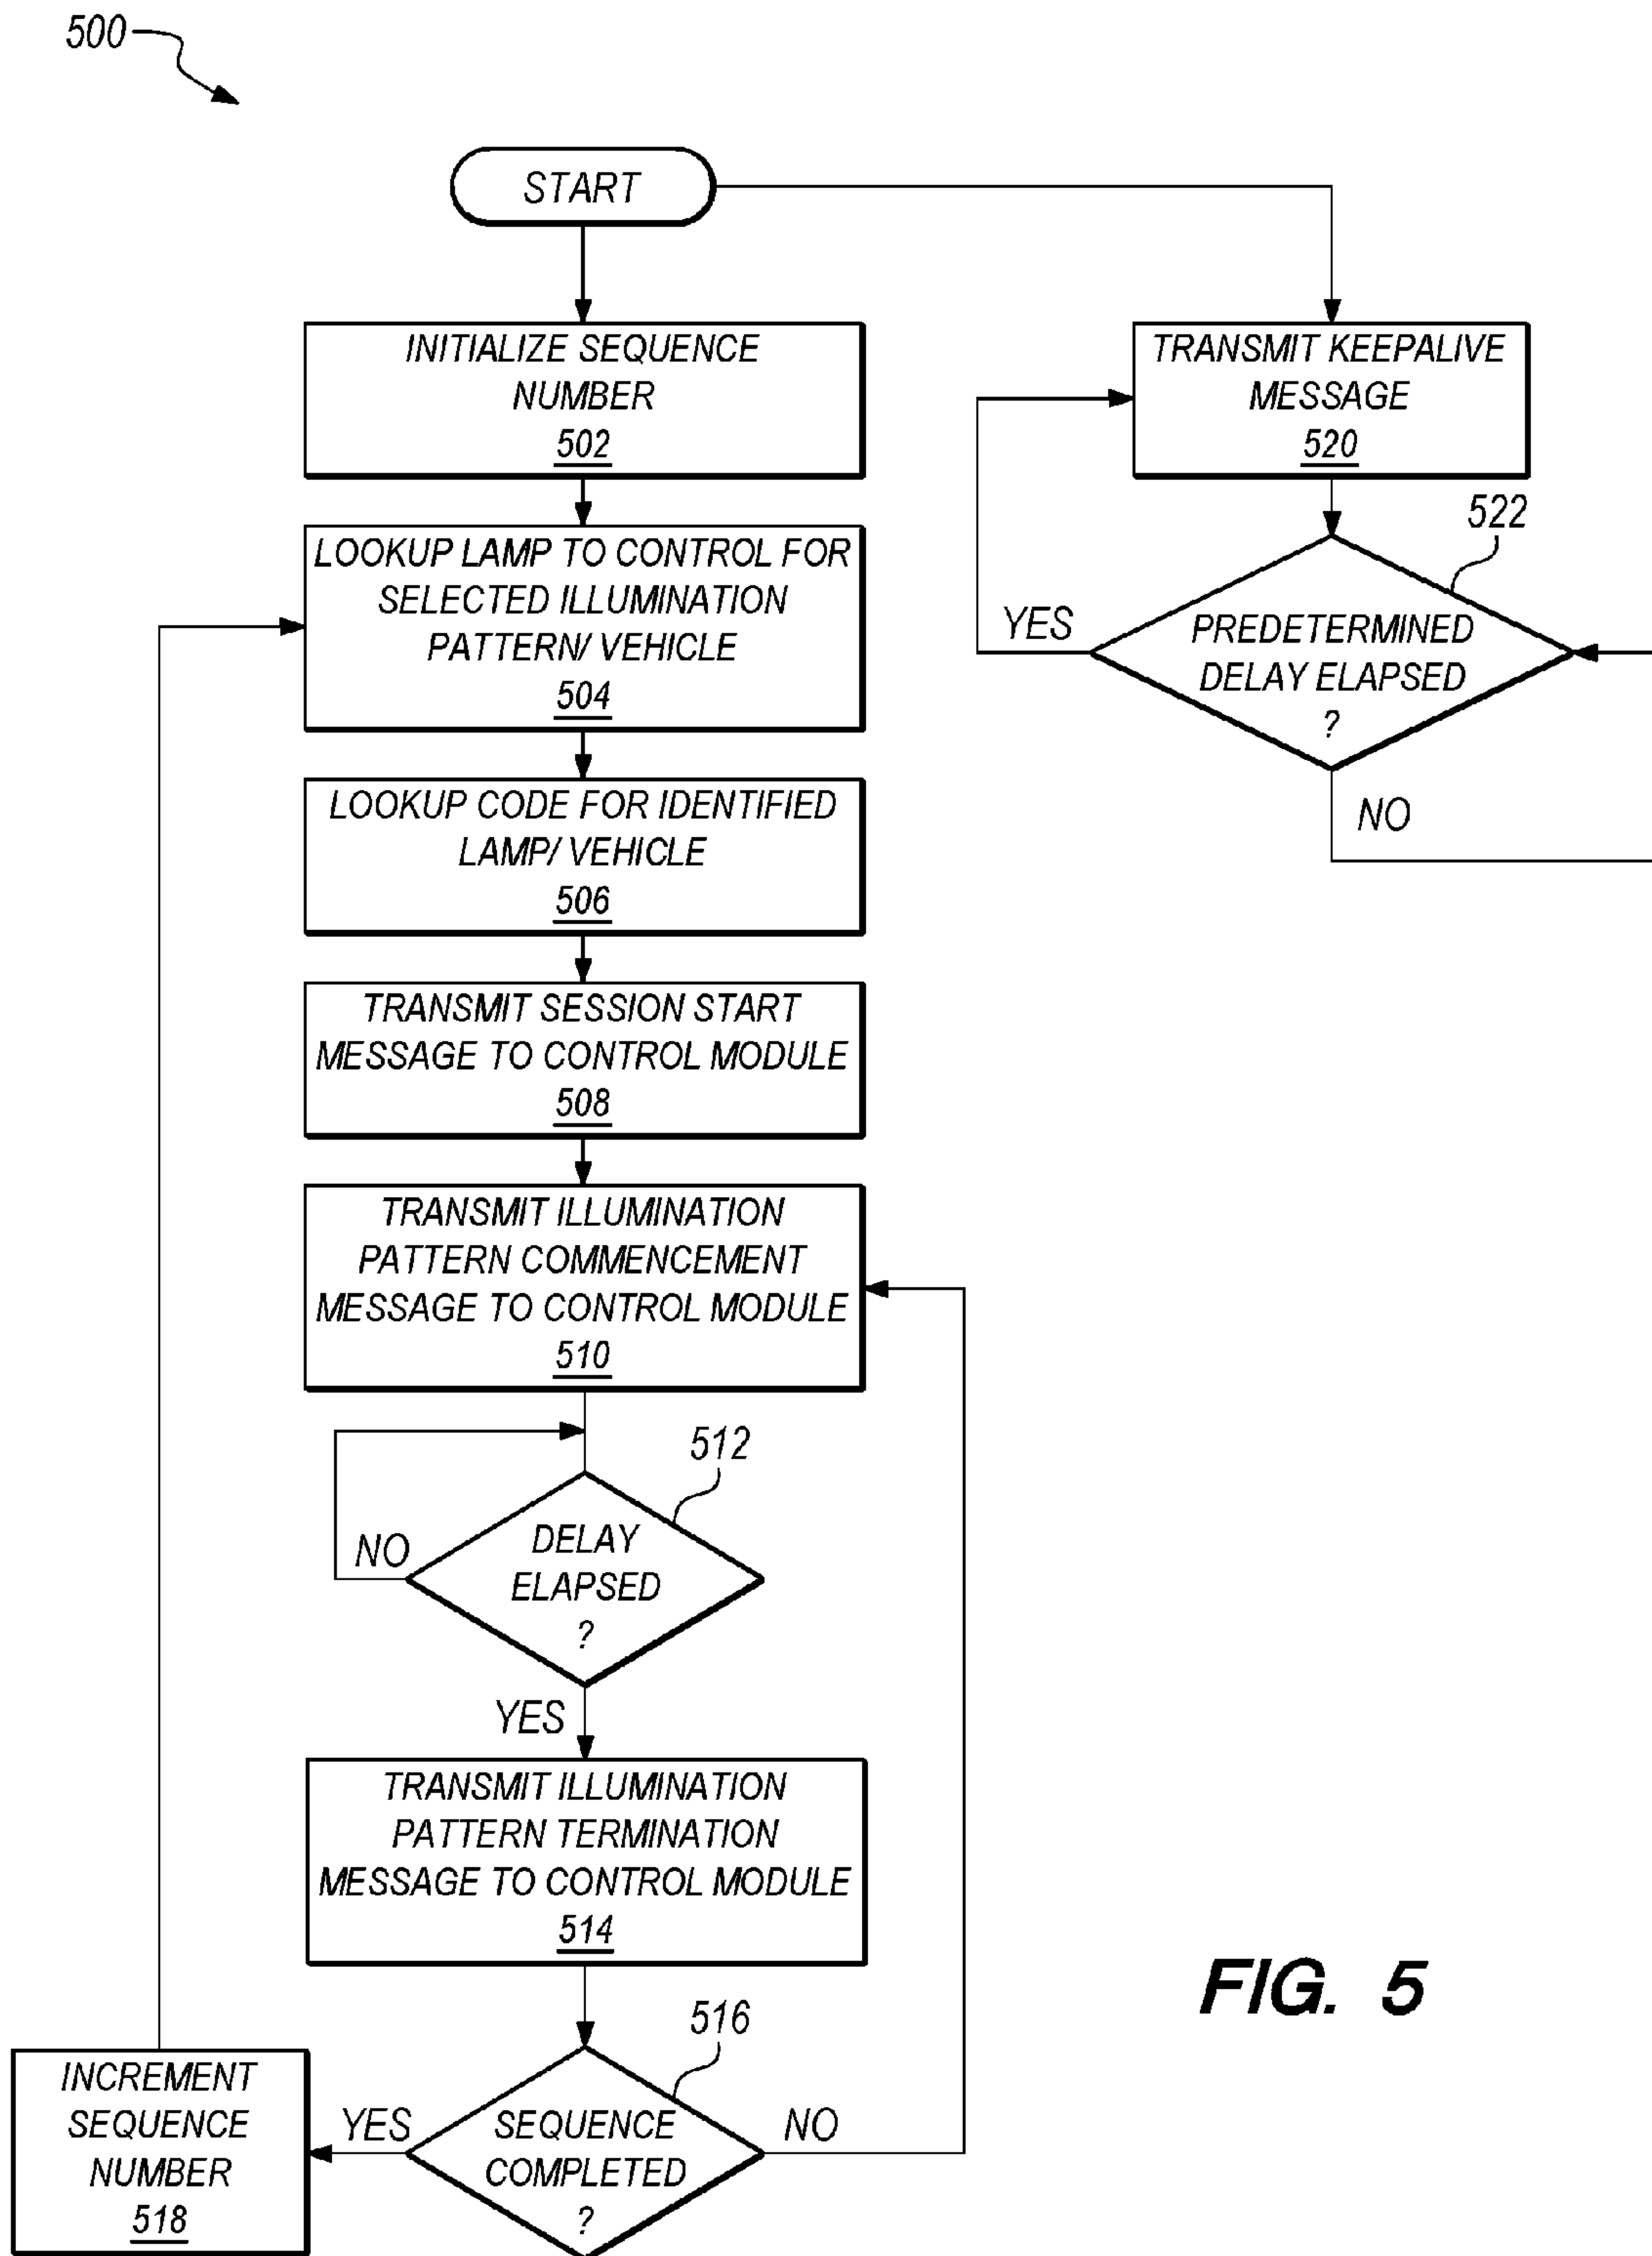 500
START
INITIALIZE SEQUENCE
NUMBER
502
LOOKUP LAMP TO CONTROL FOR
SELECTED ILLUMINATION
PATTERN/ VEHICLE
504
LOOKUP CODE FOR IDENTIFIED
LAMP/ VEHICLE
506
TRANSMIT SESSION START
MESSAGE TO CONTROL MODULE
508
TRANSMIT ILLUMINATION
PATTERN COMMENCEMENT
MESSAGE TO CONTROL MODULE
510
512
DELAY
ELAPSED
?
NO
YES
TRANSMIT ILLUMINATION
PATTERN TERMINATION
MESSAGE TO CONTROL MODULE
514
516
SEQUENCE
COMPLETED
?
YES
NO
INCREMENT
SEQUENCE
NUMBER
518
TRANSMIT KEEPALIVE
MESSAGE
520
522
PREDETERMINED
DELAY ELAPSED
?
YES
NO
FIG. 5